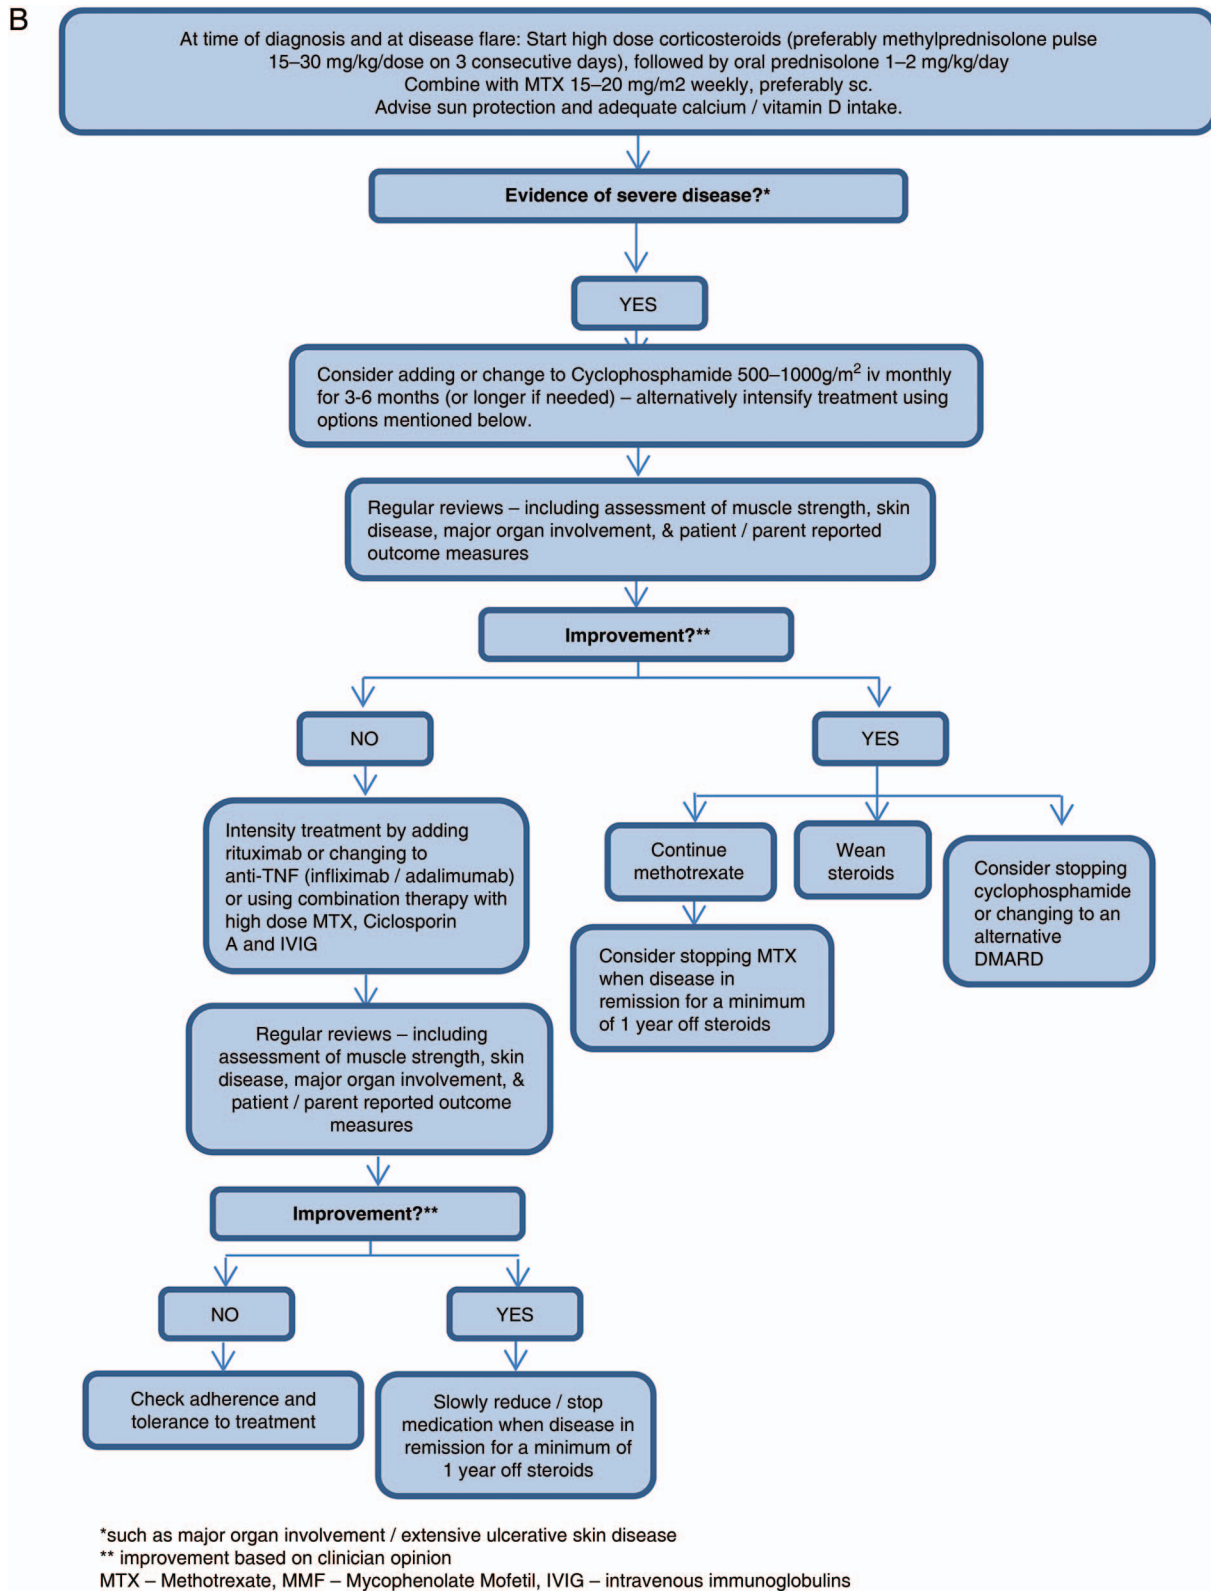 B
At time of diagnosis and at disease flare: Start high dose corticosteroids (preferably methylprednisolone pulse
15–30 mg/kg/dose on 3 consecutive days), followed by oral prednisolone 1–2 mg/kg/day
Combine with MTX 15–20 mg/m2 weekly, preferably sc.
Advise sun protection and adequate calcium / vitamin D intake.
Evidence of severe disease?*
YES
Consider adding or change to Cyclophosphamide 500–1000g/m² iv monthly
for 3-6 months (or longer if needed) – alternatively intensify treatment using
options mentioned below.
Regular reviews – including assessment of muscle strength, skin
disease, major organ involvement, & patient / parent reported
outcome measures
Improvement?**
NO
YES
Intensity treatment by adding
rituximab or changing to
anti-TNF (infliximab / adalimumab)
or using combination therapy with
high dose MTX, Ciclosporin
A and IVIG
Continue
methotrexate
Wean
steroids
Consider stopping
cyclophosphamide
or changing to an
alternative
DMARD
Consider stopping MTX
when disease in
remission for a minimum
of 1 year off steroids
Regular reviews – including
assessment of muscle strength, skin
disease, major organ involvement, &
patient / parent reported outcome
measures
Improvement?**
NO
YES
Check adherence and
tolerance to treatment
Slowly reduce / stop
medication when disease in
remission for a minimum of
1 year off steroids
*such as major organ involvement / extensive ulcerative skin disease
** improvement based on clinician opinion
MTX – Methotrexate, MMF – Mycophenolate Mofetil, IVIG – intravenous immunoglobulins